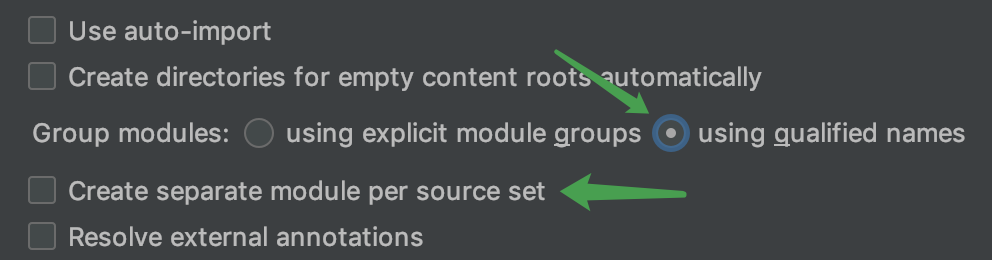 Use auto-import
Create directories for empty content roots automatically
Group modules: using explicit module groups using qualified names
Create separate module per source set
Resolve external annotations